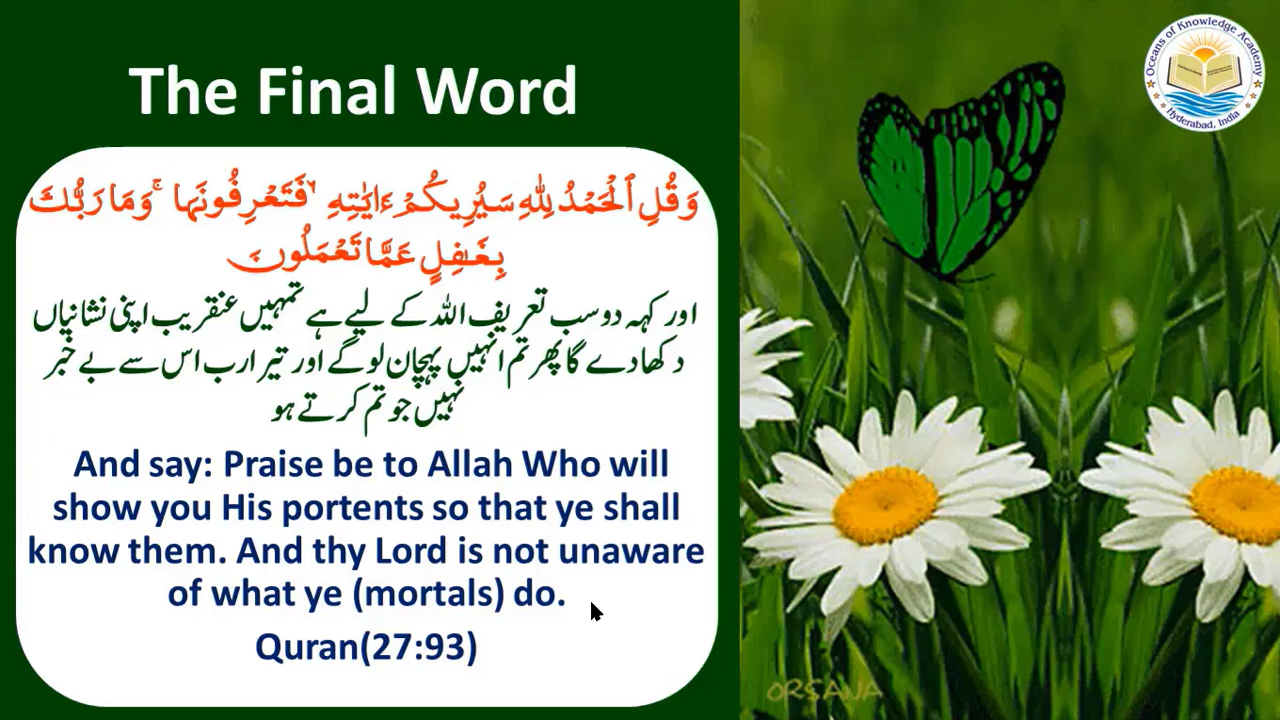 The Final Word
وَقُلِ ٱلْحَمْدُ لِلَّهِ سَيُرِيكُمْ ءَايَٰتِهِۦ فَتَعْرِفُونَهَا ۚ وَمَا رَبُّكَ
بِغَٰفِلٍ عَمَّا تَعْمَلُونَ
اور کہہ دو سب تعریف اللہ کے لیے ہے تمہیں عنقریب اپنی نشانیاں
دکھا دے گا پھر تم انہیں پہچان لو گے اور تیرا رب اس سے بے خبر
نہیں جو تم کرتے ہو
And say: Praise be to Allah Who will
show you His portents so that ye shall
know them. And thy Lord is not unaware
of what ye (mortals) do.
Quran(27:93)
Oceans of Knowledge Academy
Hyderabad, India
ORSANA